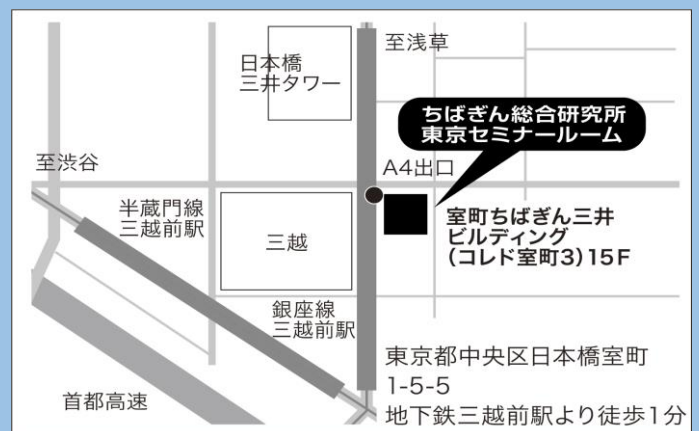 至浅草
日本橋
三井タワー
ちばぎん総合研究所
東京セミナールーム
至渋谷
A4出口
半蔵門線
三越前駅
三越
室町ちばぎん三井
ビルディング
(コレド室町3)15F
銀座線
三越前駅
首都高速
東京都中央区日本橋室町
1-5-5
地下鉄三越前駅より徒歩1分